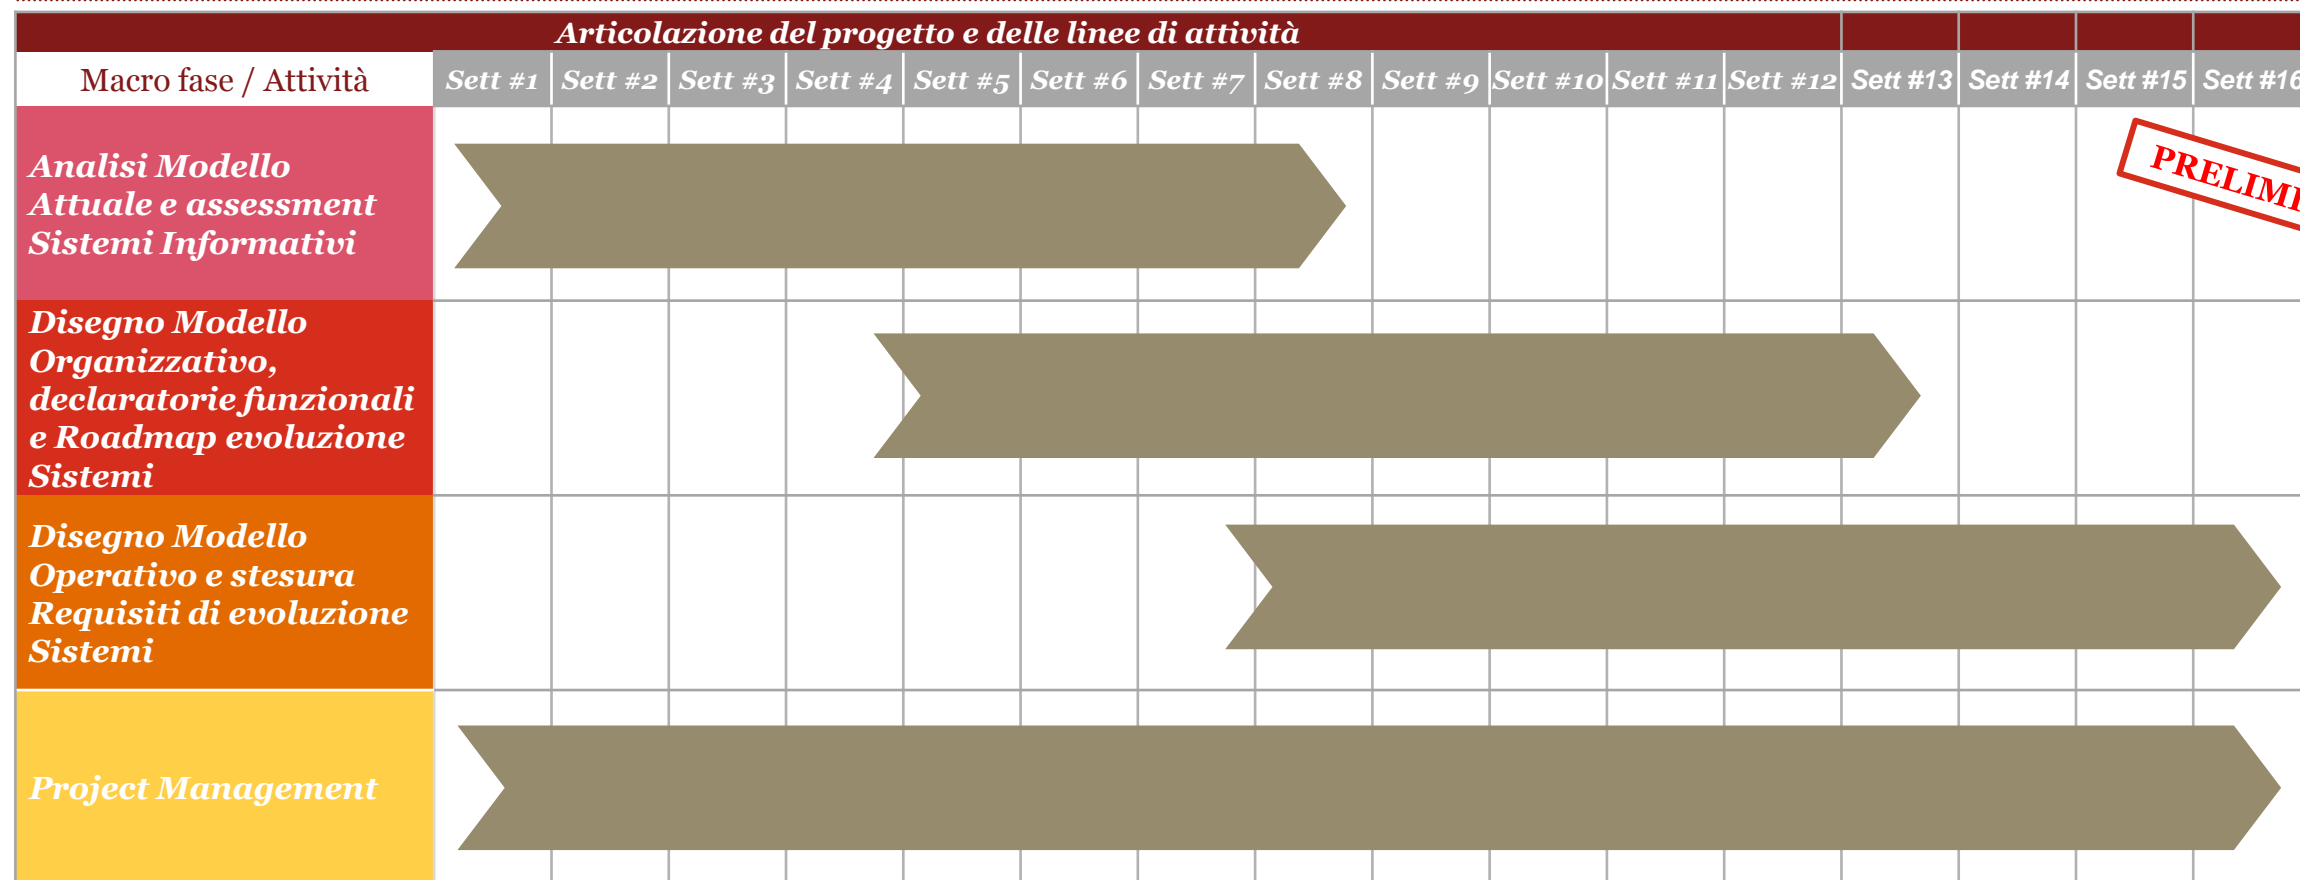 Articolazione del progetto e delle linee di attività
Macro fase / Attività Sett #1 Sett #2 Sett #3 Sett #4 Sett #5 Sett #6 Sett #7 Sett #8 Sett #9 Sett #10 Sett #11 Sett #12 Sett #13 Sett #14 Sett #15 Sett #16
PRELIMI
Analisi Modello
Attuale e assessment
Sistemi Informativi
Disegno Modello
Organizzativo,
declaratorie funzionali
e Roadmap evoluzione
Sistemi
Disegno Modello
Operativo e stesura
Requisiti di evoluzione
Sistemi
Project Management